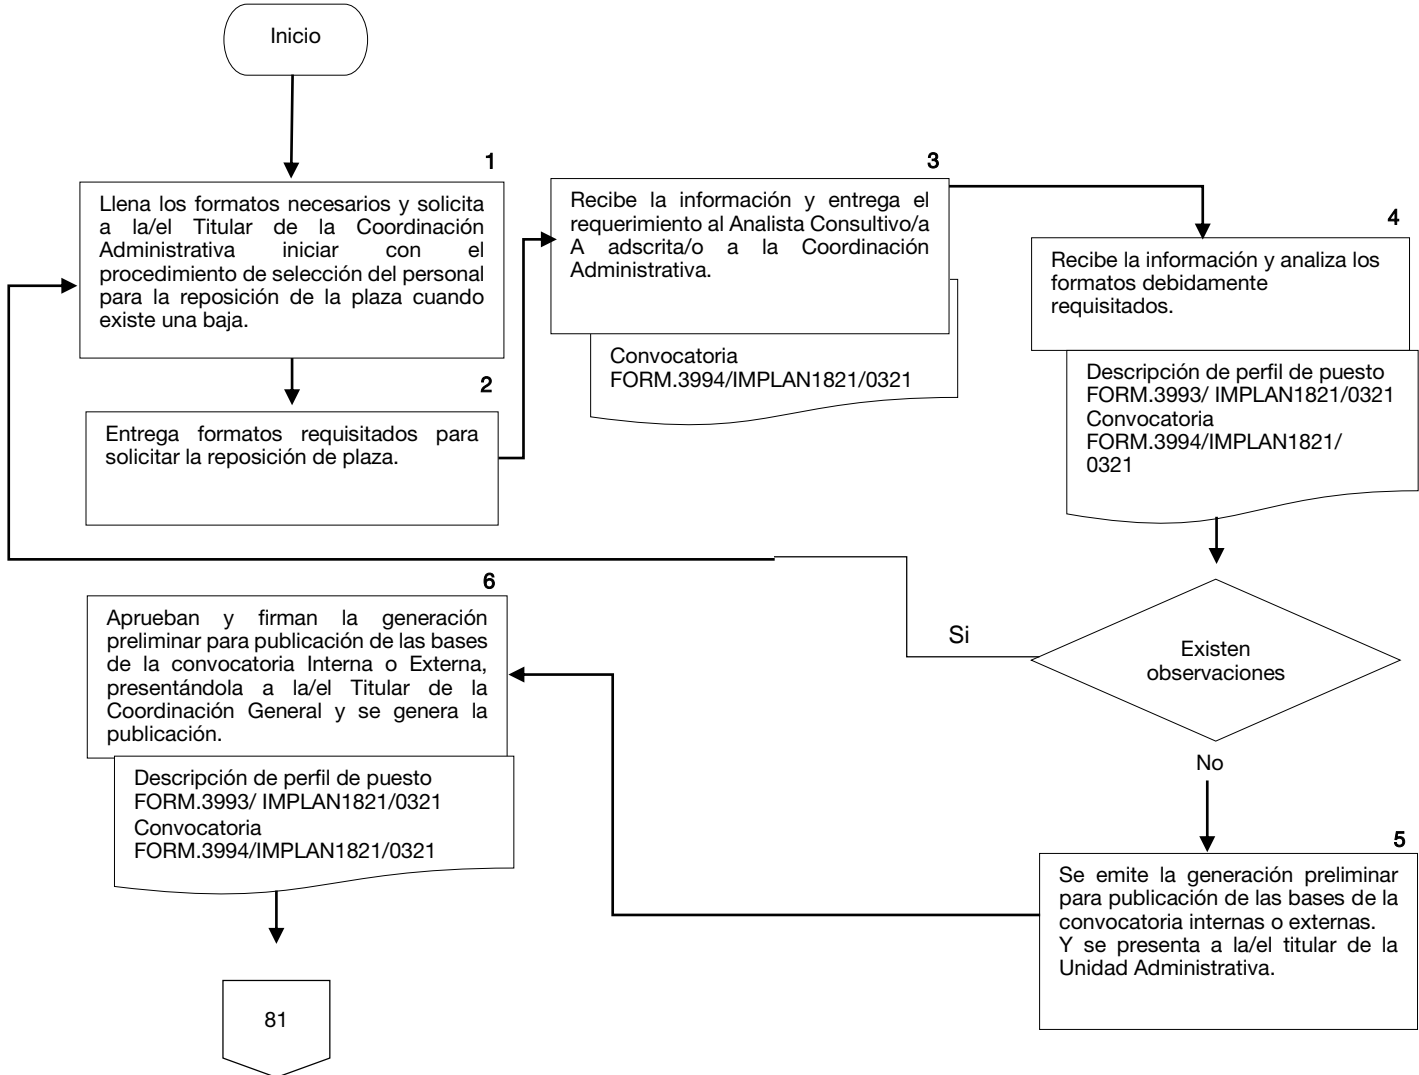 Inicio
1
Llena los formatos necesarios y solicita
a la/el Titular de la Coordinación
Administrativa iniciar con el
procedimiento de selección del personal
para la reposición de la plaza cuando
existe una baja.
2
Entrega formatos requisitados para
solicitar la reposición de plaza.
3
Recibe la información y entrega el
requerimiento al Analista Consultivo/a
A adscrita/o a la Coordinación
Administrativa.
Convocatoria
FORM.3994/IMPLAN1821/0321
4
Recibe la información y analiza los
formatos debidamente
requisitados.
Descripción de perfil de puesto
FORM.3993/ IMPLAN1821/0321
Convocatoria
FORM.3994/IMPLAN1821/
0321
Existen
observaciones
Si
No
5
Se emite la generación preliminar
para publicación de las bases de la
convocatoria internas o externas.
Y se presenta a la/el titular de la
Unidad Administrativa.
6
Aprueban y firman la generación
preliminar para publicación de las bases
de la convocatoria Interna o Externa,
presentándola a la/el Titular de la
Coordinación General y se genera la
publicación.
Descripción de perfil de puesto
FORM.3993/ IMPLAN1821/0321
Convocatoria
FORM.3994/IMPLAN1821/0321
81